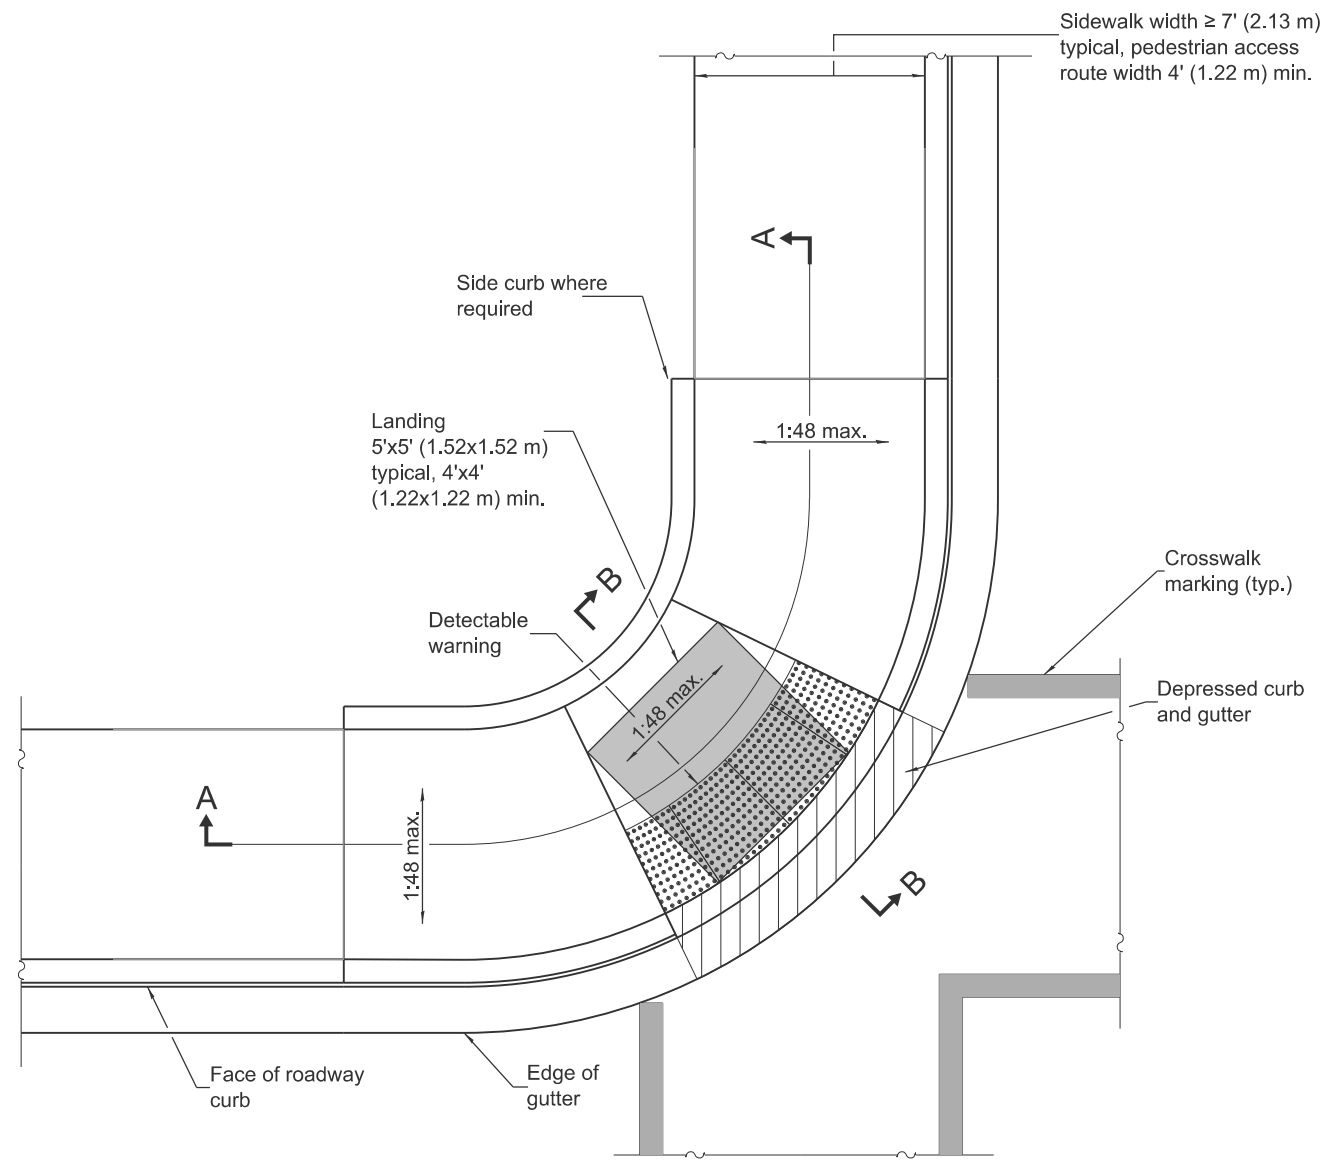 Sidewalk width ≥ 7' (2.13 m)
typical, pedestrian access
route width 4' (1.22 m) min.
A
Side curb where
required
Landing
5'x5' (1.52x1.52 m)
typical, 4'x4'
(1.22x1.22 m) min.
1:48 max.
B
Crosswalk
marking (typ.)
Detectable
warning
1:48 max.
Depressed curb
and gutter
A
1:48 max.
B
Face of roadway
curb
Edge of
gutter